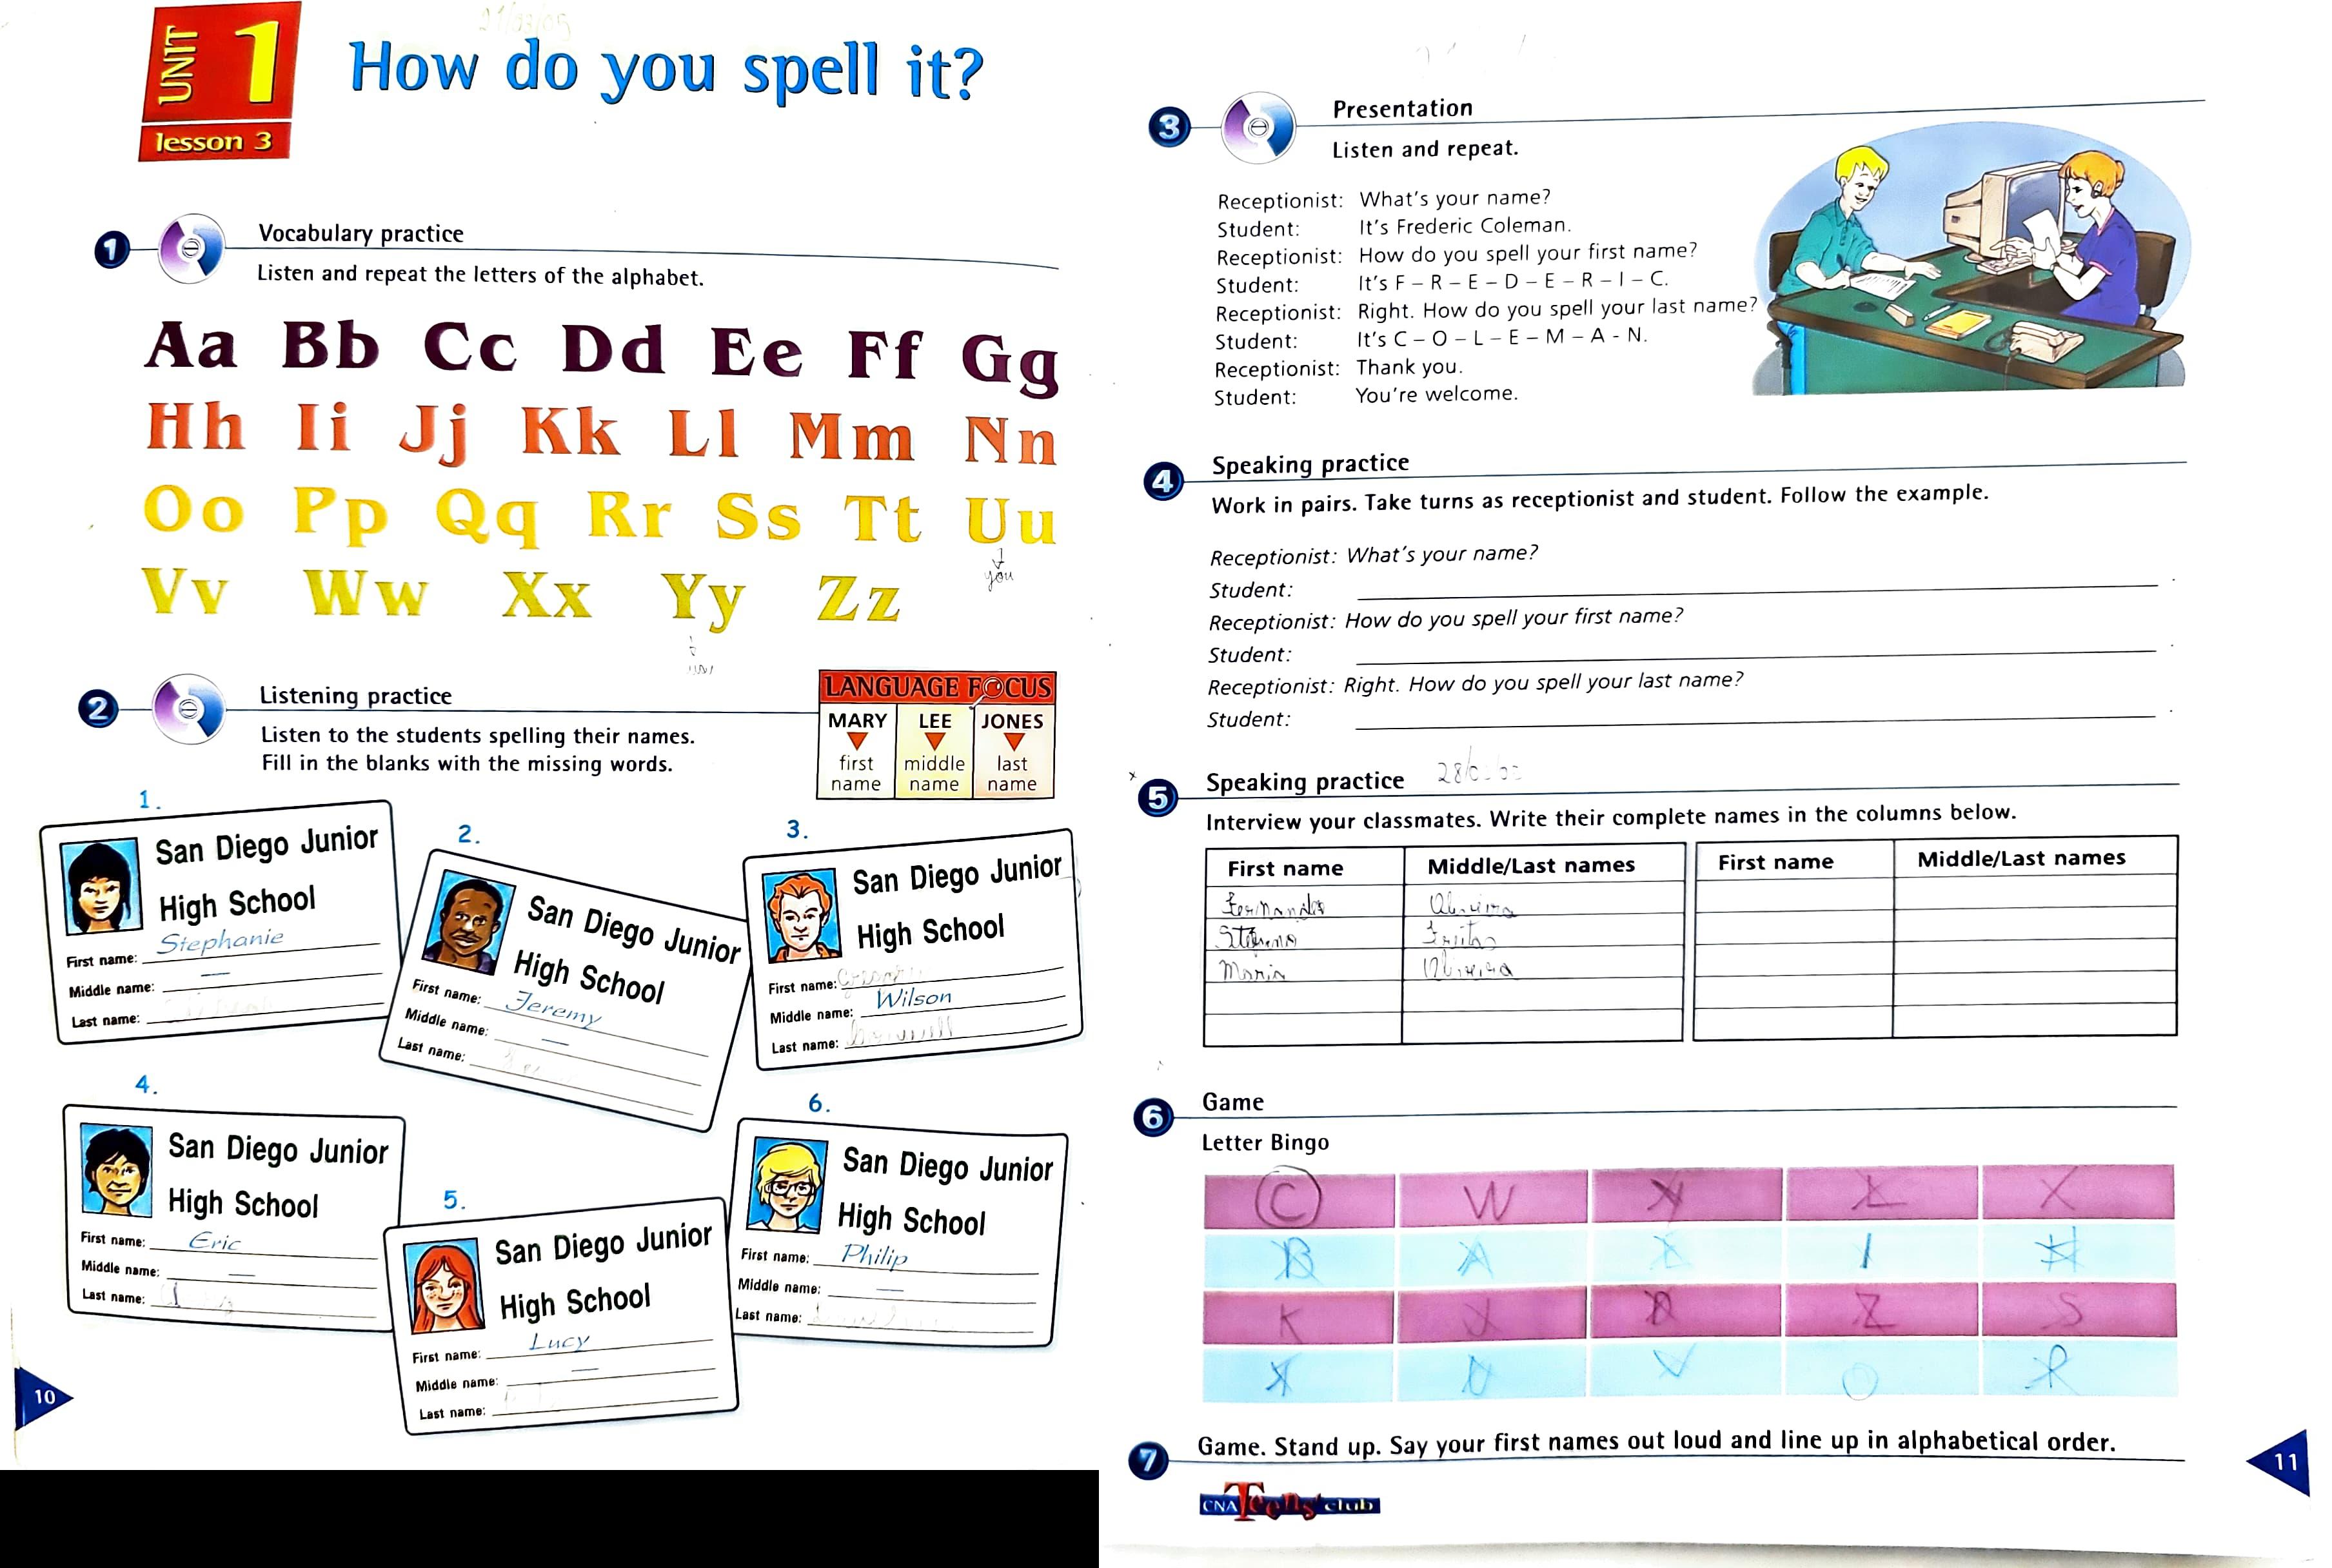 UNIT
1
lesson 3
How do you spell it?
1
Vocabulary practice
Listen and repeat the letters of the alphabet.
Aa Bb Cc Dd Ee Ff Gg
Hh Ii Jj Kk Ll Mm Nn
Oo Pp Qq Rr Ss Tt Uu
you
Vv Ww Xx Yy Zz
2
Listening practice
Listen to the students spelling their names.
Fill in the blanks with the missing words.
LANGUAGE FOCUS
MARY LEE JONES
first name middle name last name
1.
San Diego Junior
High School
First name: Stephanie
Middle name: —
Last name:
2.
San Diego Junior
High School
First name: Jeremy
Middle name: —
Last name:
3.
San Diego Junior
High School
First name:
Middle name: Wilson
Last name:
4.
San Diego Junior
High School
First name: Eric
Middle name: —
Last name:
5.
San Diego Junior
High School
First name: Lucy
Middle name: —
Last name:
6.
San Diego Junior
High School
First name: Philip
Middle name: —
Last name:
10
3
Presentation
Listen and repeat.
Receptionist: What's your name?
Student: It's Frederic Coleman.
Receptionist: How do you spell your first name?
Student: It's F – R – E – D – E – R – I – C.
Receptionist: Right. How do you spell your last name?
Student: It's C – O – L – E – M – A - N.
Receptionist: Thank you.
Student: You're welcome.
4
Speaking practice
Work in pairs. Take turns as receptionist and student. Follow the example.
Receptionist: What's your name?
Student: .
Receptionist: How do you spell your first name?
Student: .
Receptionist: Right. How do you spell your last name?
Student: .
5
Speaking practice
Interview your classmates. Write their complete names in the columns below.
First name Middle/Last names First name Middle/Last names
Fernanda Oliveira
Freitas
Maria Oliveira
6
Game
Letter Bingo
C W L X
B A I H
K J D Z S
N V O R
7
Game. Stand up. Say your first names out loud and line up in alphabetical order.
CNA Teens' club
11